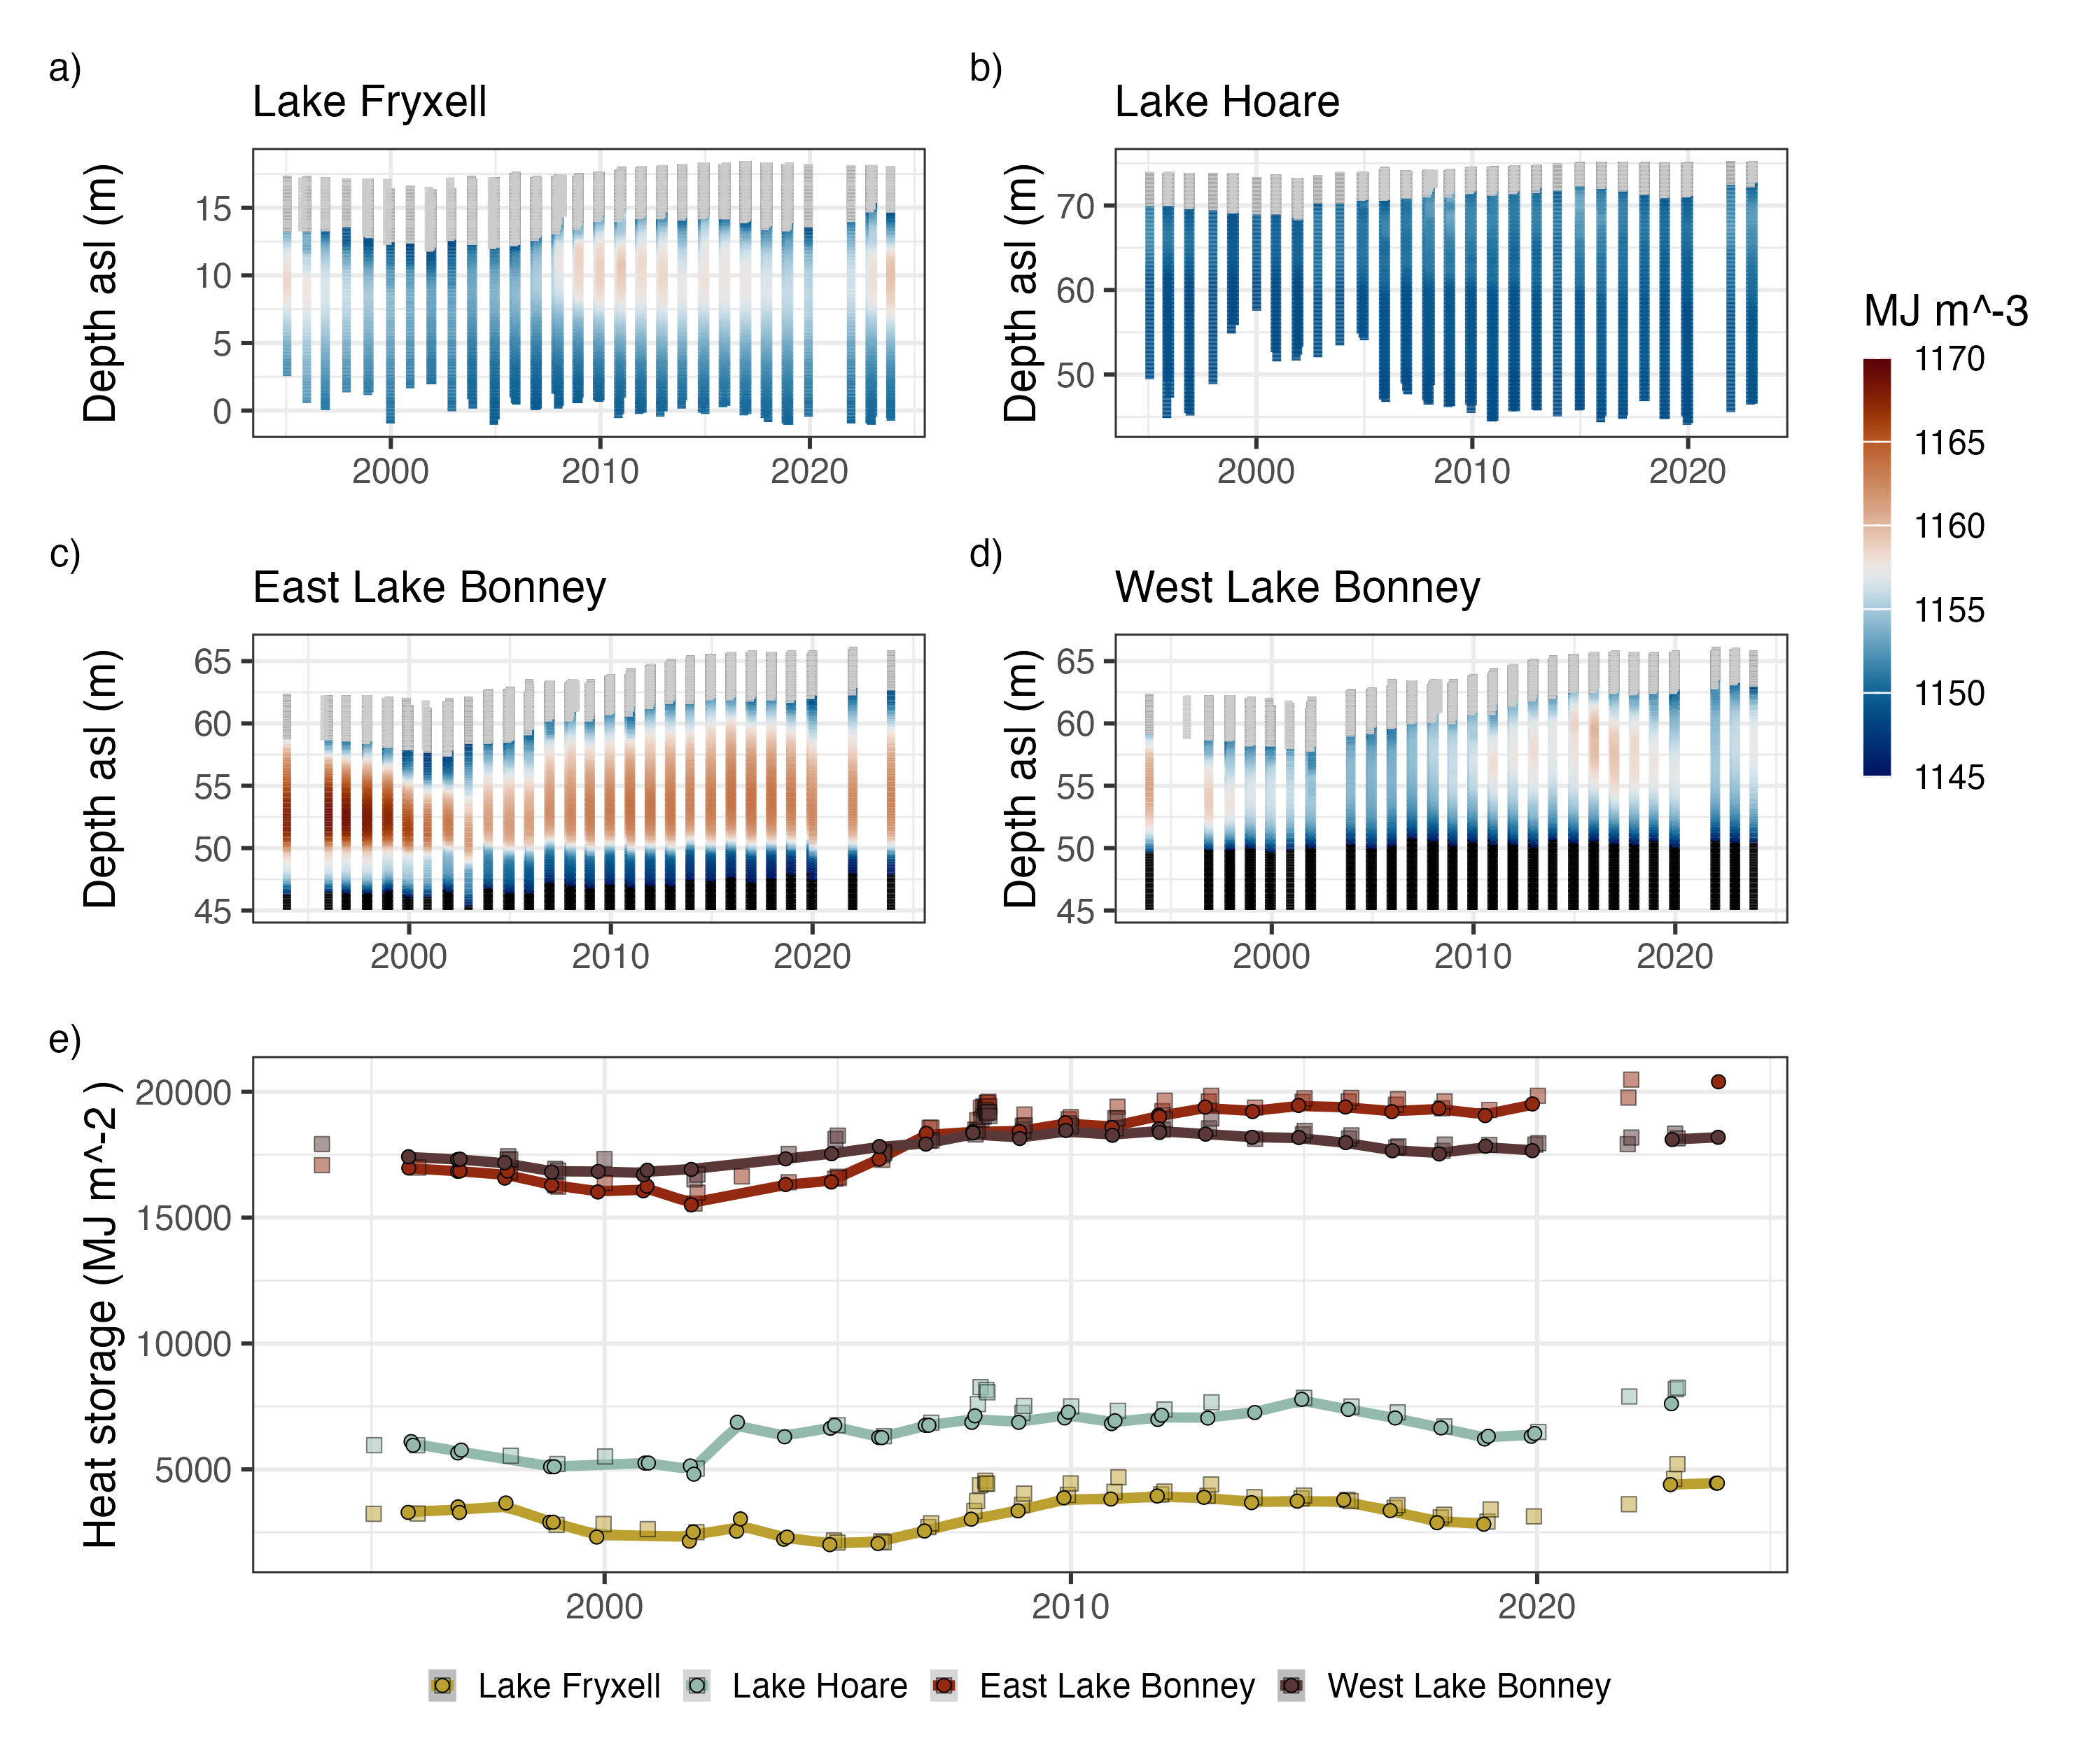 a)
Lake Fryxell
Depth asl (m)
15
10
5
0
2000 2010 2020
b)
Lake Hoare
Depth asl (m)
70
60
50
2000 2010 2020
MJ m^-3
1170
1165
1160
1155
1150
1145
c)
East Lake Bonney
Depth asl (m)
65
60
55
50
45
2000 2010 2020
d)
West Lake Bonney
Depth asl (m)
65
60
55
50
45
2000 2010 2020
e)
Heat storage (MJ m^-2 )
20000
15000
10000
5000
2000 2010 2020
Lake Fryxell Lake Hoare East Lake Bonney West Lake Bonney